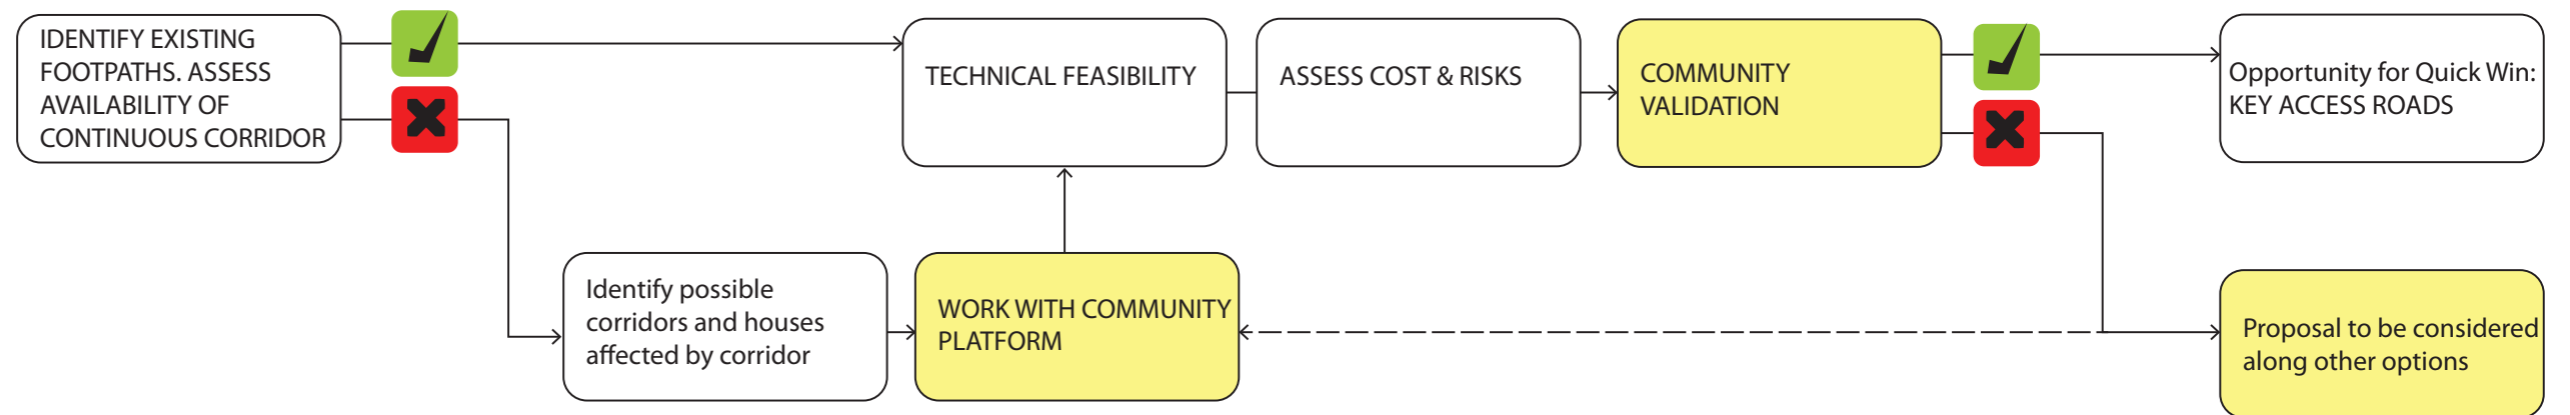 IDENTIFY EXISTING
FOOTPATHS. ASSESS
AVAILABILITY OF
CONTINUOUS CORRIDOR
TECHNICAL FEASIBILITY
ASSESS COST & RISKS
COMMUNITY
VALIDATION
Opportunity for Quick Win:
KEY ACCESS ROADS
Identify possible
corridors and houses
affected by corridor
WORK WITH COMMUNITY
PLATFORM
Proposal to be considered
along other options